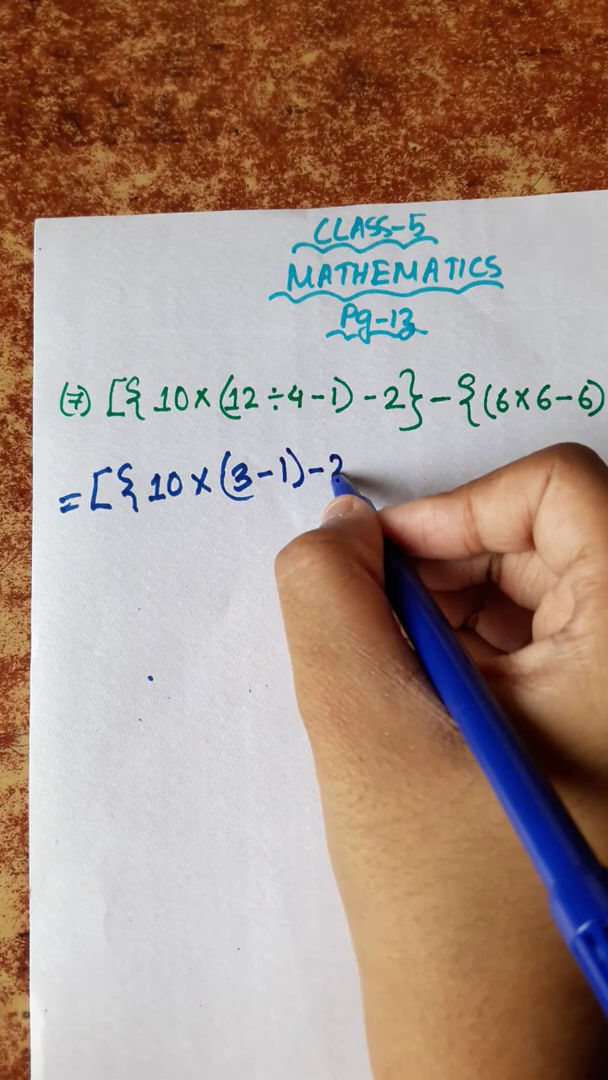 CLASS-5
MATHEMATICS
Pg-13
(7) [{10×(12÷4-1)-2}-{(6×6-6)
=[{10×(3-1)-2